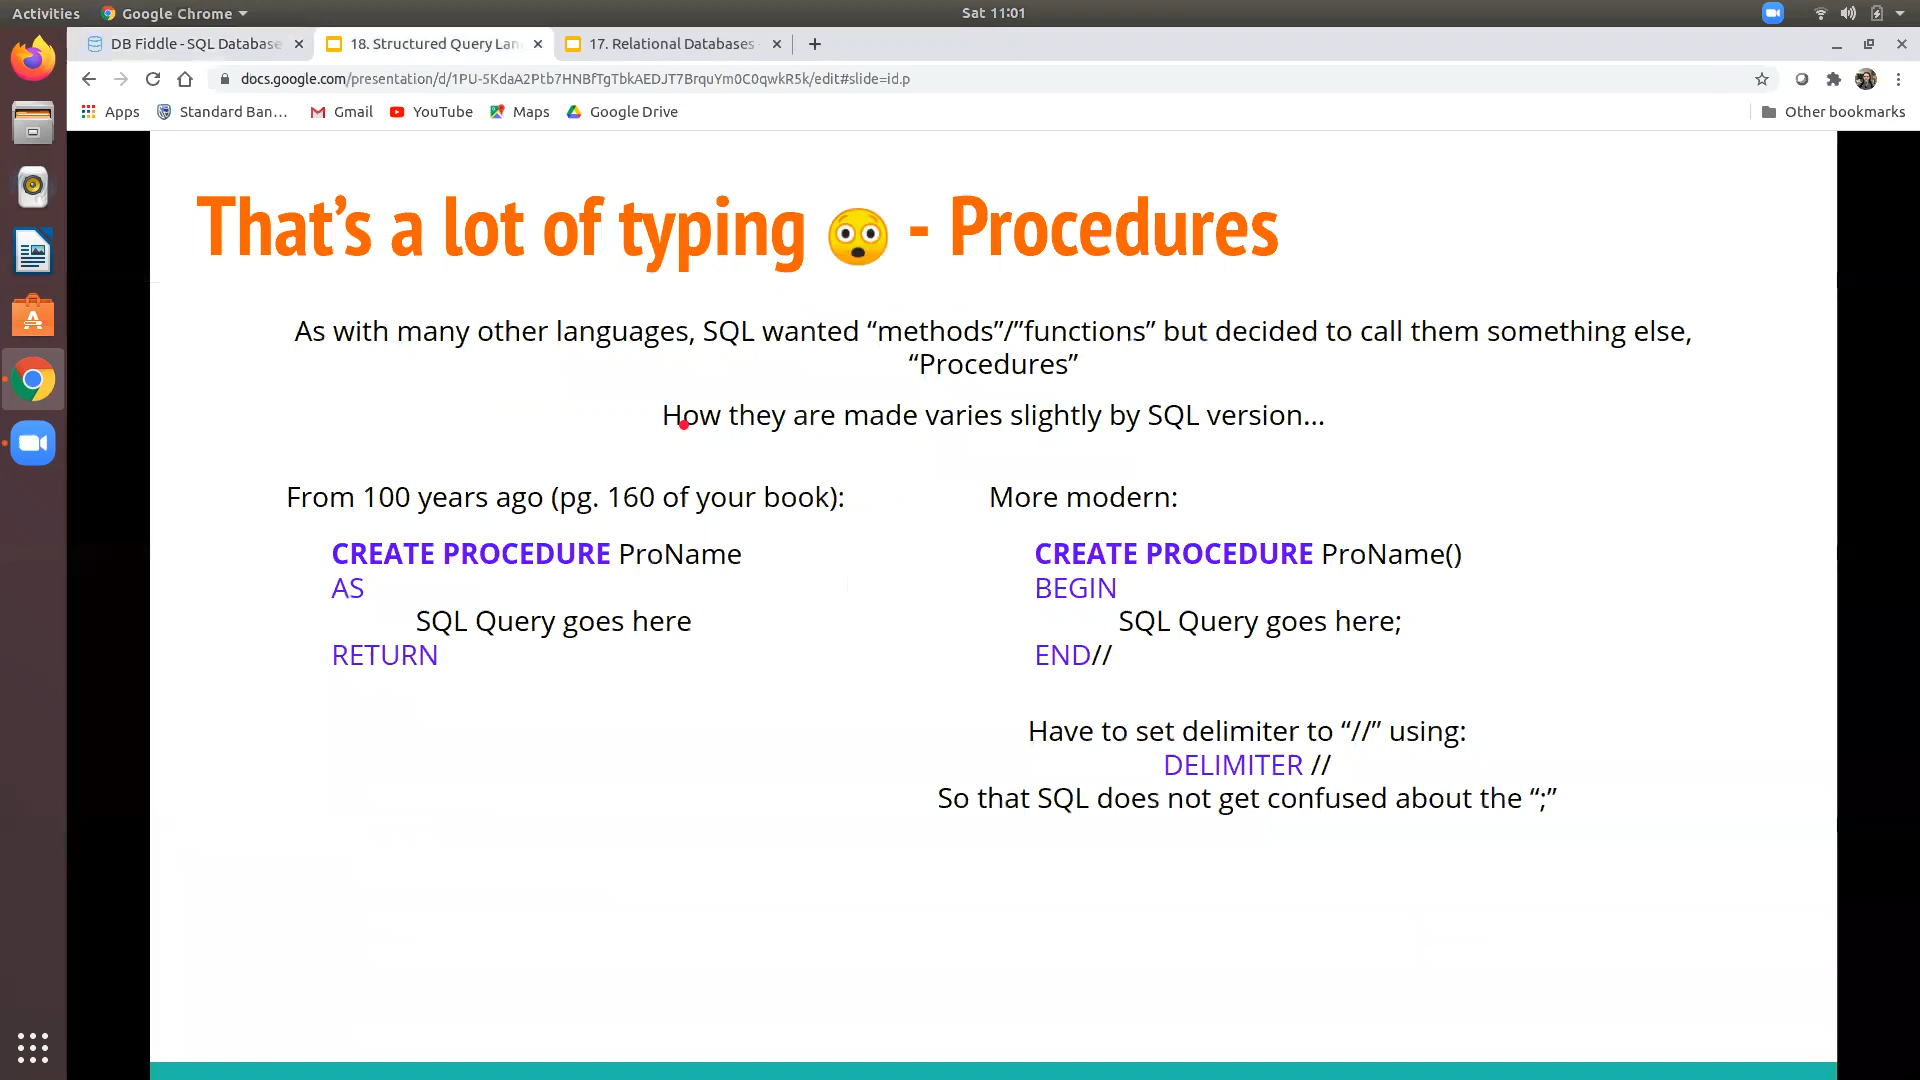 Activities
Google Chrome
Sat 11:01
DB Fiddle - SQL Database
18. Structured Query Lan
17. Relational Databases
docs.google.com/presentation/d/1PU-5KdaA2Ptb7HNBfTgTbkAEDJT7BrquYm0C0qwkR5k/edit#slide=id.p
Apps
Standard Ban...
Gmail
YouTube
Maps
Google Drive
Other bookmarks
That's a lot of typing 😯 - Procedures
As with many other languages, SQL wanted “methods”/”functions” but decided to call them something else,
“Procedures”
How they are made varies slightly by SQL version...
From 100 years ago (pg. 160 of your book):
CREATE PROCEDURE ProName
AS
SQL Query goes here
RETURN
More modern:
CREATE PROCEDURE ProName()
BEGIN
SQL Query goes here;
END//
Have to set delimiter to “//” using:
DELIMITER //
So that SQL does not get confused about the “;”